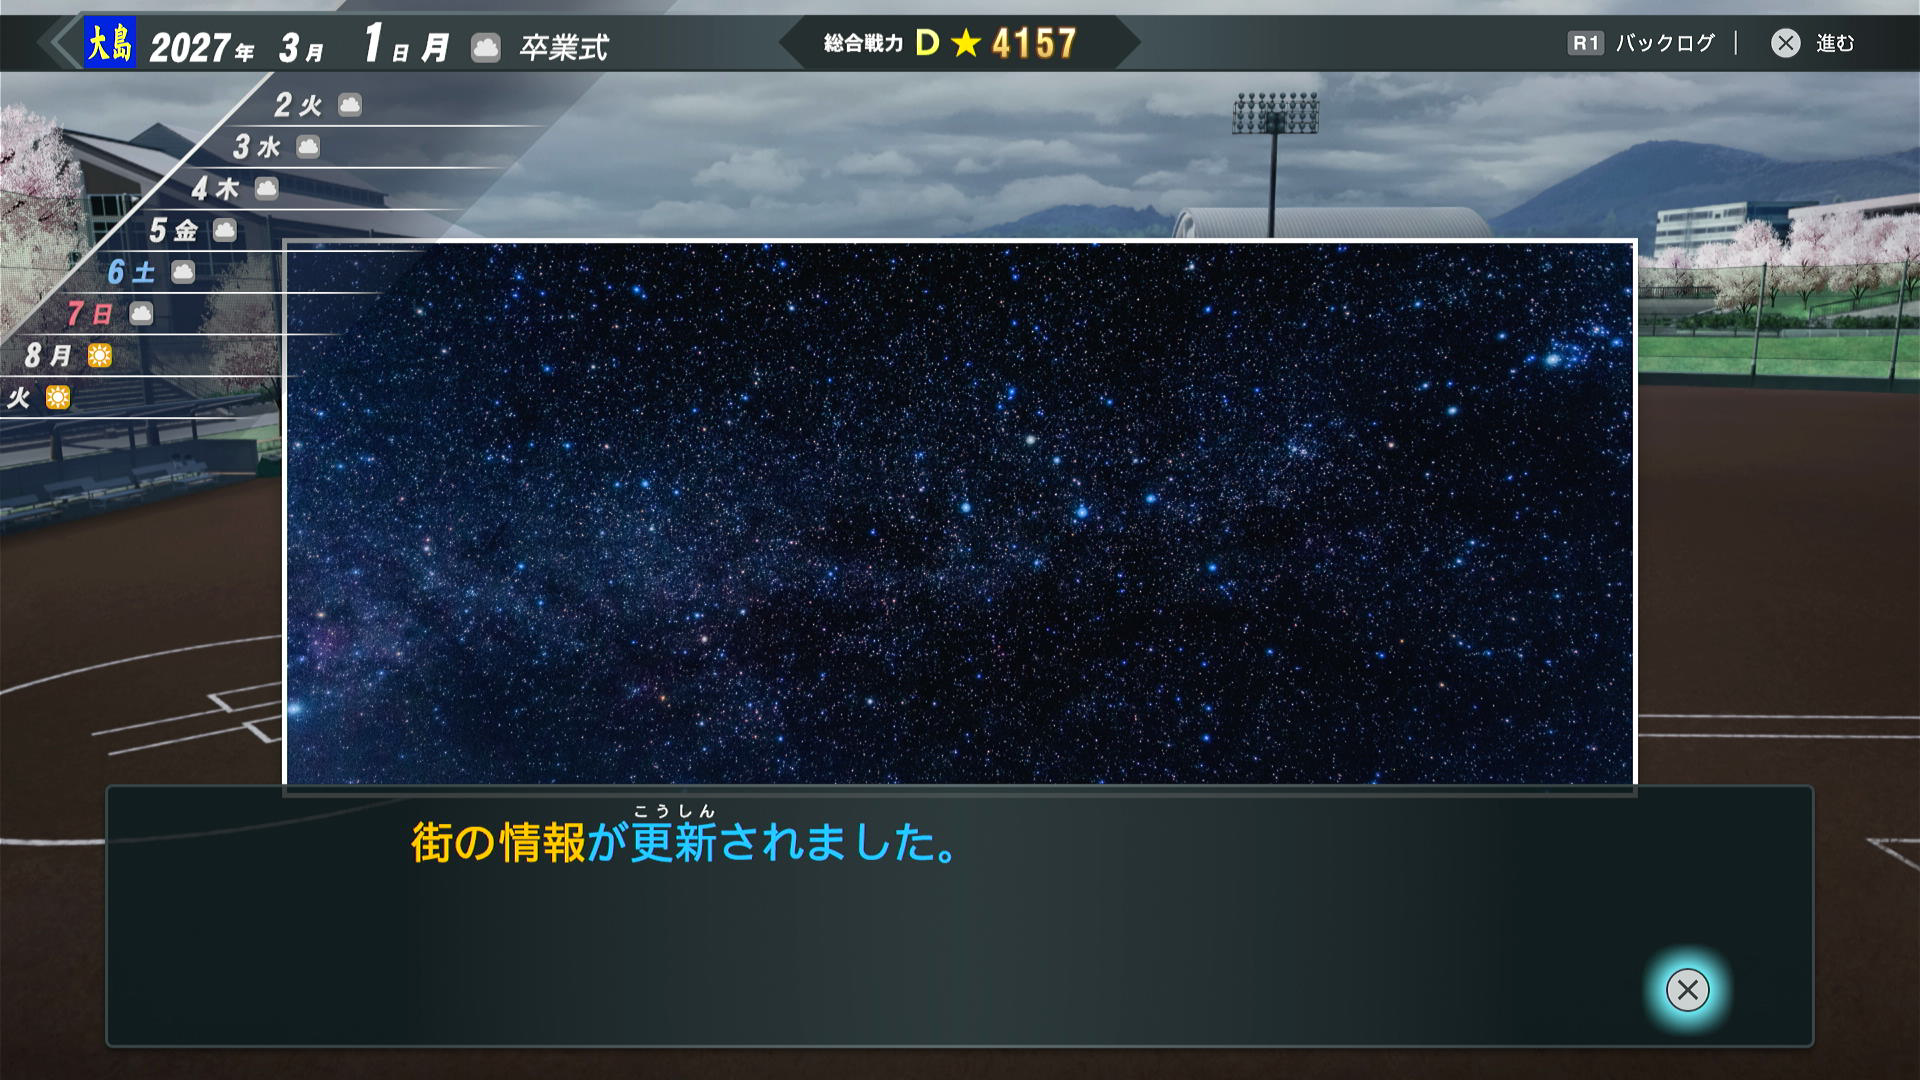 大島 2027年 3月 1日 月 卒業式
総合戦力 D ★ 4157
R1 バックログ | ⊗ 進む
2 火
3 水
4 木
5 金
6 土
7 日
8 月
火
こうしん
街の情報が更新されました。